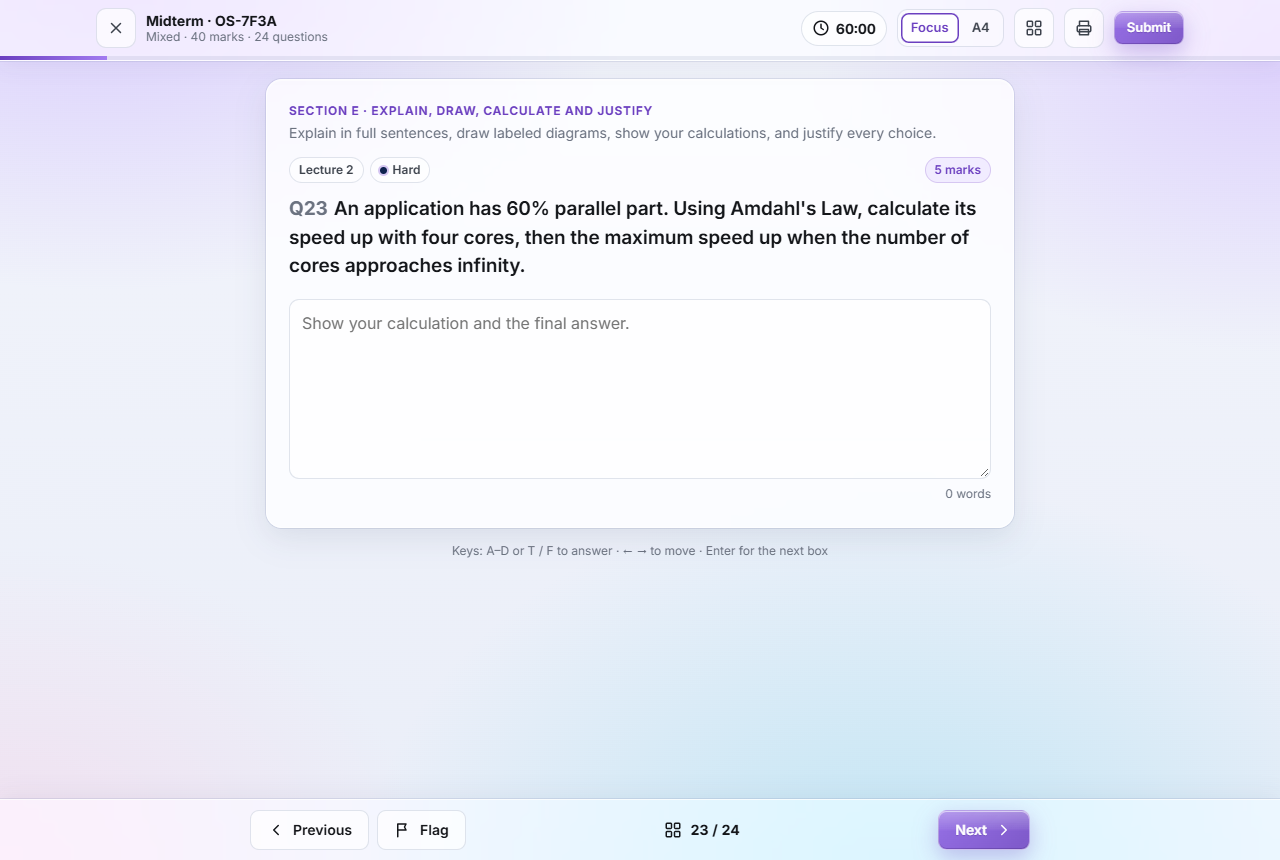 Midterm · OS-7F3A
Mixed · 40 marks · 24 questions
60:00
Focus
A4
Submit
SECTION E · EXPLAIN, DRAW, CALCULATE AND JUSTIFY
Explain in full sentences, draw labeled diagrams, show your calculations, and justify every choice.
Lecture 2
Hard
5 marks
Q23 An application has 60% parallel part. Using Amdahl's Law, calculate its
speed up with four cores, then the maximum speed up when the number of
cores approaches infinity.
Show your calculation and the final answer.
0 words
Keys: A–D or T / F to answer · ← → to move · Enter for the next box
Previous
Flag
23 / 24
Next